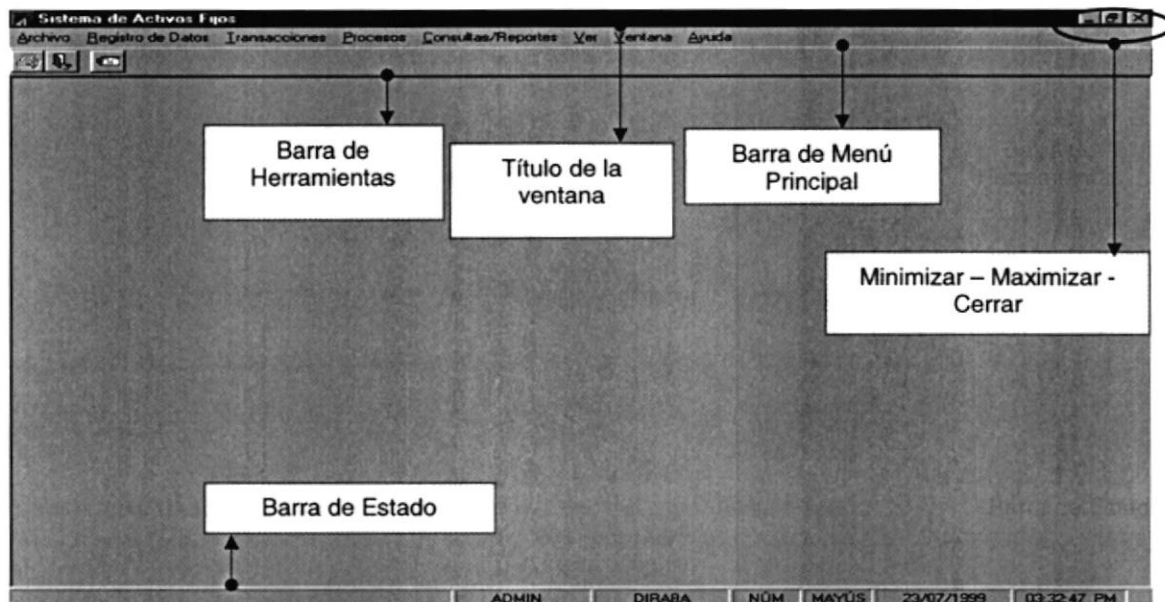 Sistema de Activos Fijos
Archivo Registro de Datos Transacciones Procesos Consultas/Reportes Ver Ventana Ayuda
Barra de
Herramientas
Título de la
ventana
Barra de Menú
Principal
Minimizar – Maximizar -
Cerrar
Barra de Estado
ADMIN DIRABA NÚM MAYÚS 23/07/1999 03:32:47 PM